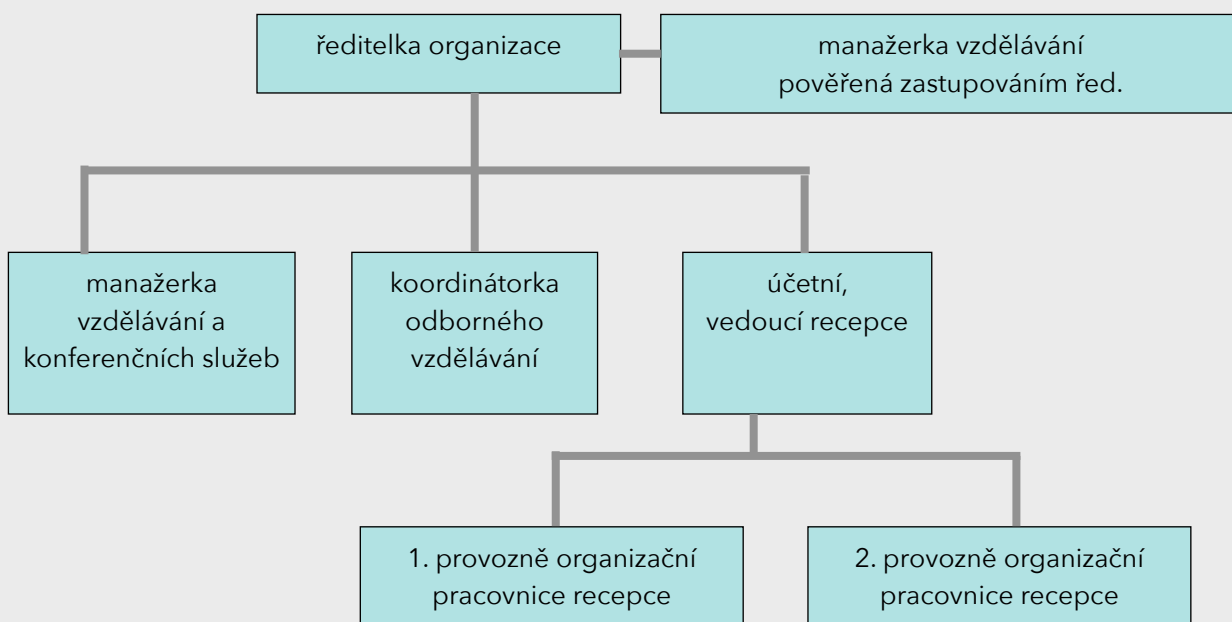 ředitelka organizace
manažerka vzdělávání
pověřená zastupováním řed.
manažerka
vzdělávání a
konferenčních služeb
koordinátorka
odborného
vzdělávání
účetní,
vedoucí recepce
1. provozně organizační
pracovnice recepce
2. provozně organizační
pracovnice recepce